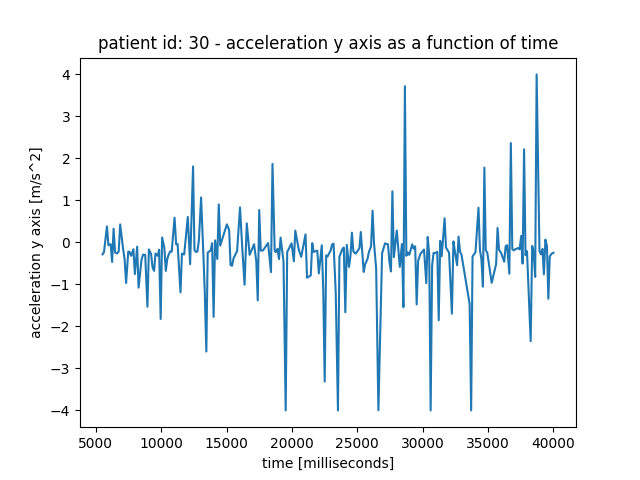 patient id: 30 - acceleration y axis as a function of time
4
3
2
1
0
−1
−2
−3
−4
acceleration y axis [m/s^2]
5000 10000 15000 20000 25000 30000 35000 40000
time [milliseconds]